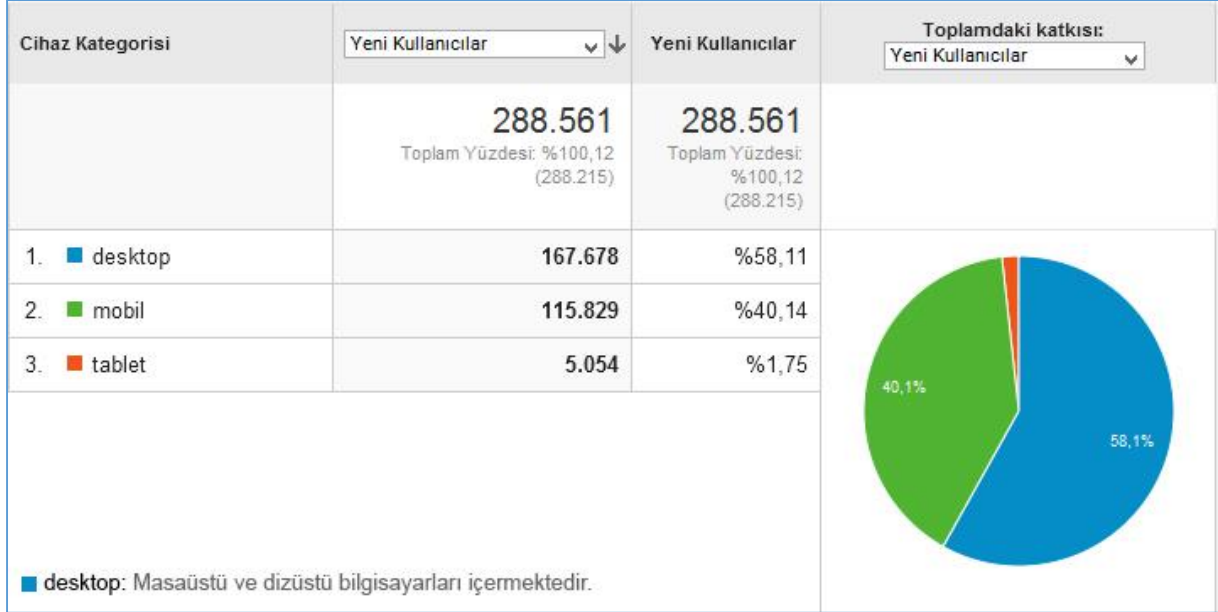 Cihaz Kategorisi
Yeni Kullanıcılar
Yeni Kullanıcılar
Toplamdaki katkısı:
Yeni Kullanıcılar
288.561
Toplam Yüzdesi: %100,12
(288.215)
288.561
Toplam Yüzdesi:
%100,12
(288.215)
1. desktop 167.678 %58,11
2. mobil 115.829 %40,14
3. tablet 5.054 %1,75
40,1%
58,1%
desktop: Masaüstü ve dizüstü bilgisayarları içermektedir.